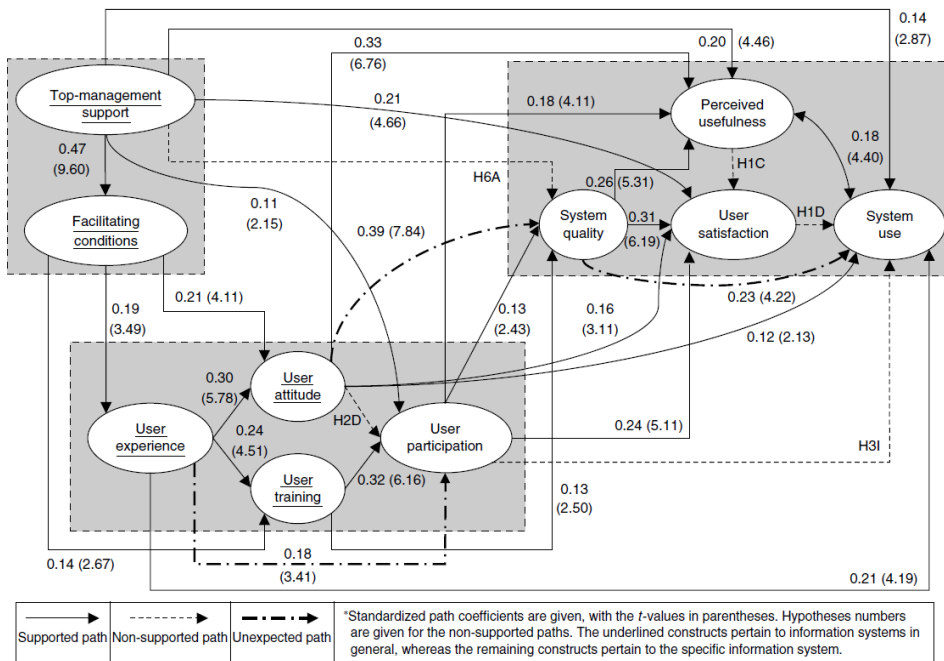 0.14
(2.87)
0.33
(6.76)
0.20
(4.46)
Top-management
support
0.21
(4.66)
0.18 (4.11)
Perceived
usefulness
0.18
(4.40)
0.47
(9.60)
H6A
H1C
0.26 (5.31)
0.11
(2.15)
Facilitating
conditions
0.39 (7.84)
System
quality
0.31
(6.19)
User
satisfaction
H1D
System
use
0.19
(3.49)
0.21 (4.11)
0.13
(2.43)
0.16
(3.11)
0.23 (4.22)
0.12 (2.13)
0.30
(5.78)
User
attitude
H2D
User
experience
0.24
(4.51)
User
participation
0.24 (5.11)
H3I
User
training
0.32 (6.16)
0.13
(2.50)
0.14 (2.67)
0.18
(3.41)
0.21 (4.19)
Supported path
Non-supported path
Unexpected path
*Standardized path coefficients are given, with the t-values in parentheses. Hypotheses numbers
are given for the non-supported paths. The underlined constructs pertain to information systems in
general, whereas the remaining constructs pertain to the specific information system.